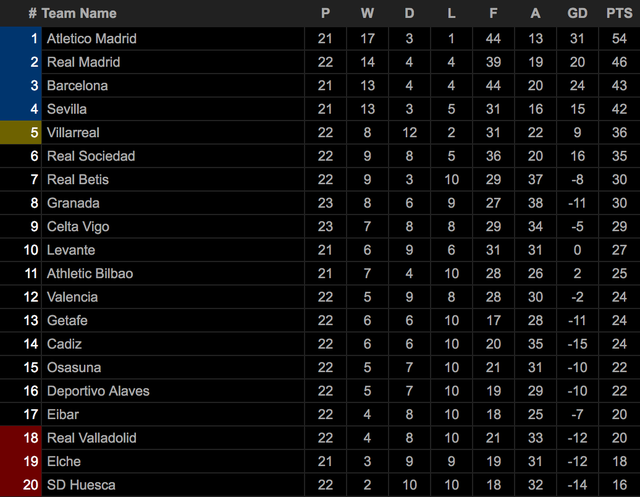 # Team Name P W D L F A GD PTS
1 Atletico Madrid 21 17 3 1 44 13 31 54
2 Real Madrid 22 14 4 4 39 19 20 46
3 Barcelona 21 13 4 4 44 20 24 43
4 Sevilla 21 13 3 5 31 16 15 42
5 Villarreal 22 8 12 2 31 22 9 36
6 Real Sociedad 22 9 8 5 36 20 16 35
7 Real Betis 22 9 3 10 29 37 -8 30
8 Granada 23 8 6 9 27 38 -11 30
9 Celta Vigo 23 7 8 8 29 34 -5 29
10 Levante 21 6 9 6 31 31 0 27
11 Athletic Bilbao 21 7 4 10 28 26 2 25
12 Valencia 22 5 9 8 28 30 -2 24
13 Getafe 22 6 6 10 17 28 -11 24
14 Cadiz 22 6 6 10 20 35 -15 24
15 Osasuna 22 5 7 10 21 31 -10 22
16 Deportivo Alaves 22 5 7 10 19 29 -10 22
17 Eibar 22 4 8 10 18 25 -7 20
18 Real Valladolid 22 4 8 10 21 33 -12 20
19 Elche 21 3 9 9 19 31 -12 18
20 SD Huesca 22 2 10 10 18 32 -14 16